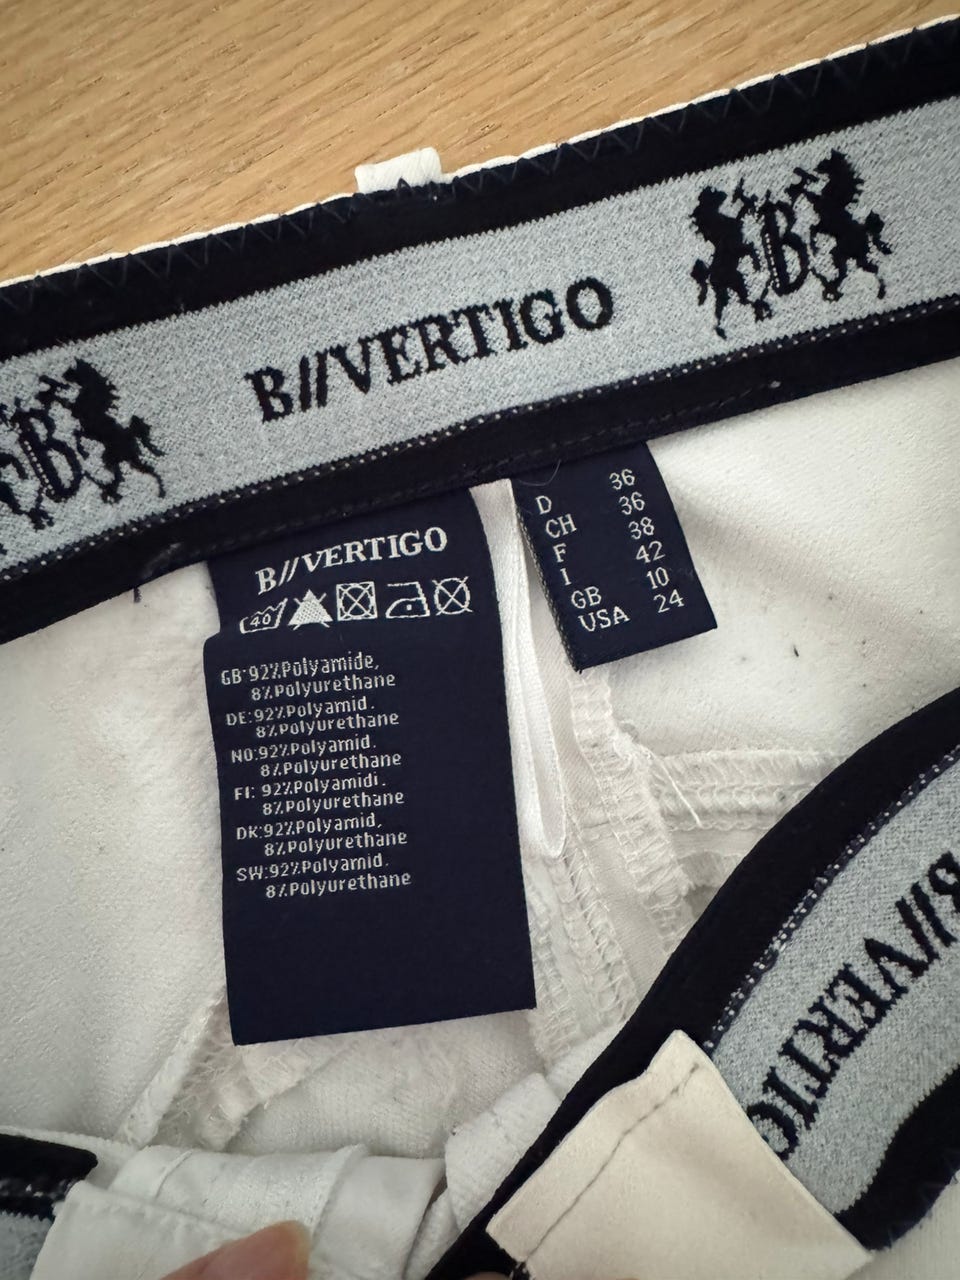 B//VERTIGO
B
B
B//VERTIGO
40
GB:92%Polyamide,
8%Polyurethane
DE:92%Polyamid.
8%Polyurethane
NO:92%Polyamid.
8%Polyurethane
FI: 92%Polyamidi.
8%Polyurethane
DK:92%Polyamid,
8%Polyurethane
SW:92%Polyamid.
8%Polyurethane
D 36
CH 36
F 38
I 42
GB 10
USA 24
B//VERTIGO